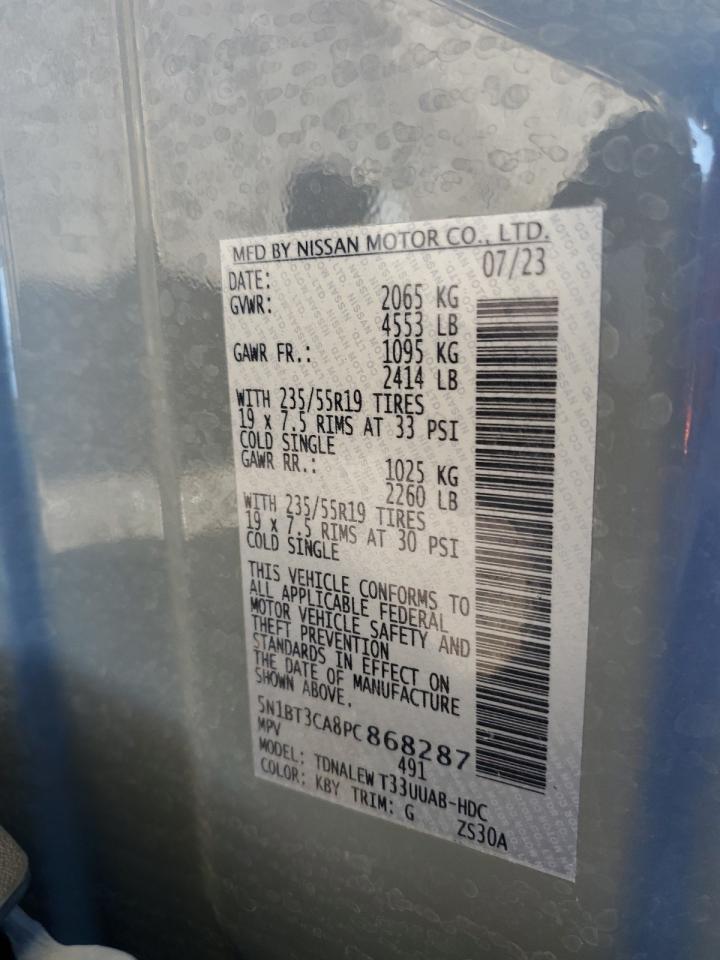 MFD BY NISSAN MOTOR CO., LTD.
DATE: 07/23
GVWR: 2065 KG
4553 LB
GAWR FR.: 1095 KG
2414 LB
WITH 235/55R19 TIRES
19 x 7.5 RIMS AT 33 PSI
COLD SINGLE
GAWR RR.: 1025 KG
2260 LB
WITH 235/55R19 TIRES
19 x 7.5 RIMS AT 30 PSI
COLD SINGLE
THIS VEHICLE CONFORMS TO
ALL APPLICABLE FEDERAL
MOTOR VEHICLE SAFETY AND
THEFT PREVENTION
STANDARDS IN EFFECT ON
THE DATE OF MANUFACTURE
SHOWN ABOVE.
5N1BT3CA8PC868287
MPV 491
MODEL: TDNALEW T33UUAB-HDC
COLOR: KBY TRIM: G ZS30A